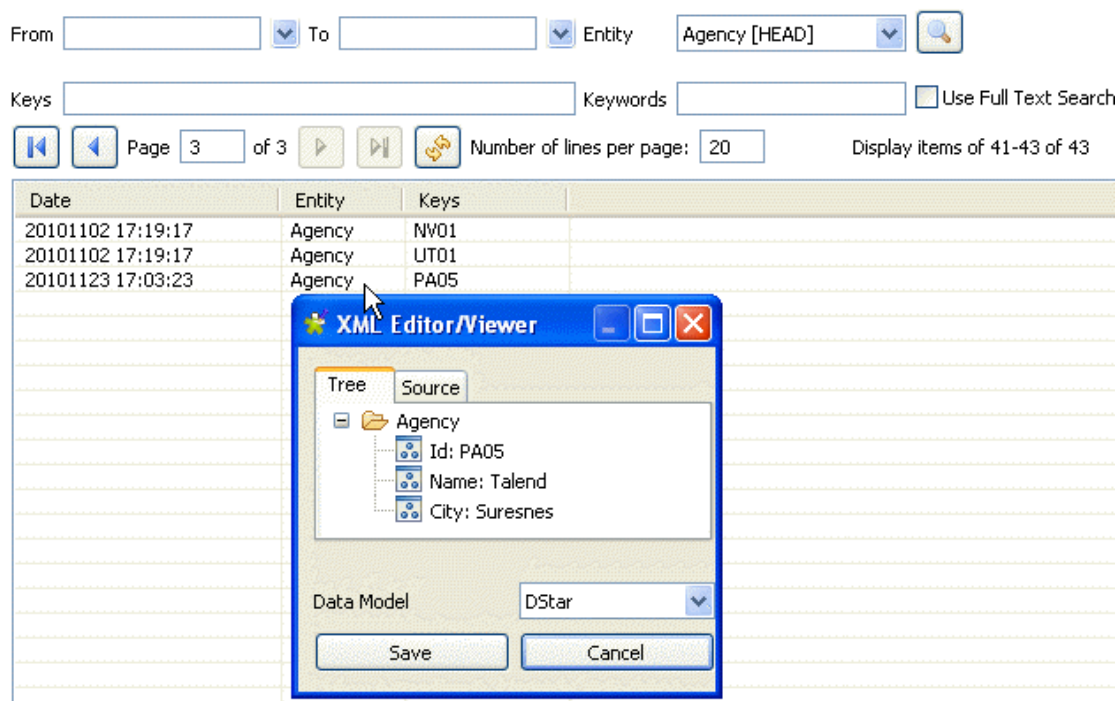 From To Entity Agency [HEAD]
Keys Keywords Use Full Text Search
Page 3 of 3 Number of lines per page: 20 Display items of 41-43 of 43
Date Entity Keys
20101102 17:19:17 Agency NV01
20101102 17:19:17 Agency UT01
20101123 17:03:23 Agency PA05
XML Editor/Viewer
Tree Source
Agency
Id: PA05
Name: Talend
City: Suresnes
Data Model DStar
Save Cancel